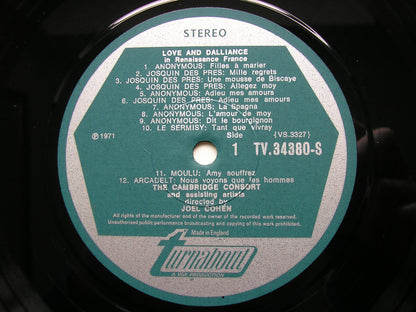 STEREO
LOVE AND DALLIANCE
in Renaissance France
1. ANONYMOUS: Filles à marier
2. JOSQUIN DES PRES: Mille regrets
3. JOSQUIN DES PRES: Une mousse de Biscaye
4. JOSQUIN DES PRES: Allegez moy
5. ANONYMOUS: Adieu mes amours
6. JOSQUIN DES PRES: Adieu mes amours
7. ANONYMOUS: La Spagna
8. ANONYMOUS: L'amour de moy
9. ANONYMOUS: Dit le bourgignon
10. LE SERMISY: Tant que vivray
℗ 1971
Side
1
(VS.3327)
TV.34380-S
11. MOULU: Amy souffrez
12. ARCADELT: Nous voyons que les hommes
THE CAMBRIDGE CONSORT
and assisting artists
directed by
JOEL COHEN
All rights of the manufacturer and of the owner of the recorded work reserved.
Unauthorised public performance broadcasting and copying of this work prohibited.
Made in England
turnabout
A VOX PRODUCTION